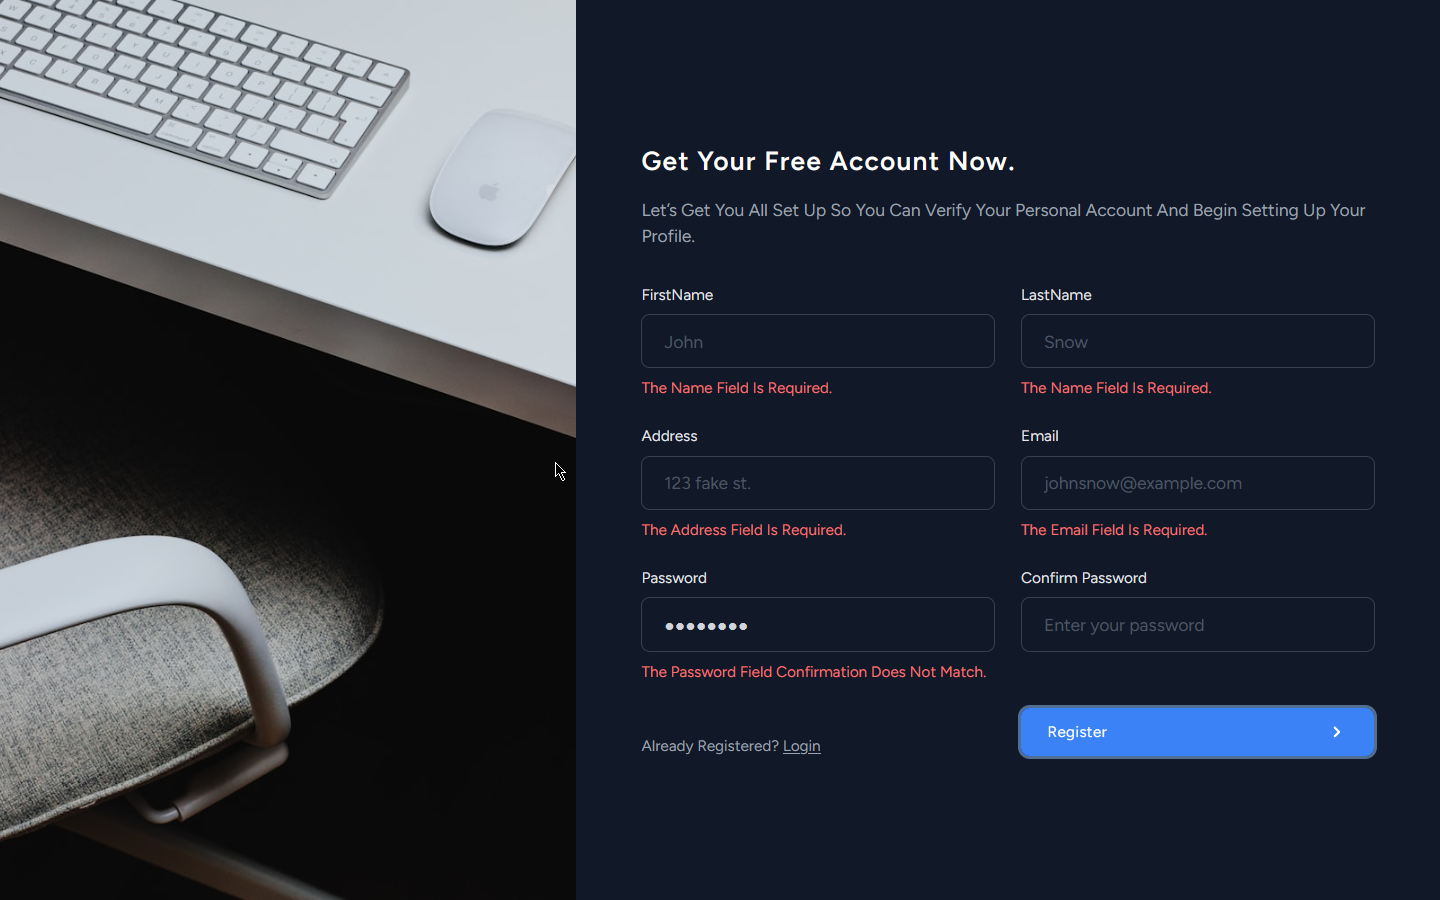 Get Your Free Account Now.
Let's Get You All Set Up So You Can Verify Your Personal Account And Begin Setting Up Your
Profile.
FirstName
LastName
John
Snow
The Name Field Is Required.
The Name Field Is Required.
Address
Email
123 fake st.
johnsnow@example.com
The Address Field Is Required.
The Email Field Is Required.
Password
Confirm Password
Enter your password
The Password Field Confirmation Does Not Match.
Register
Already Registered? Login